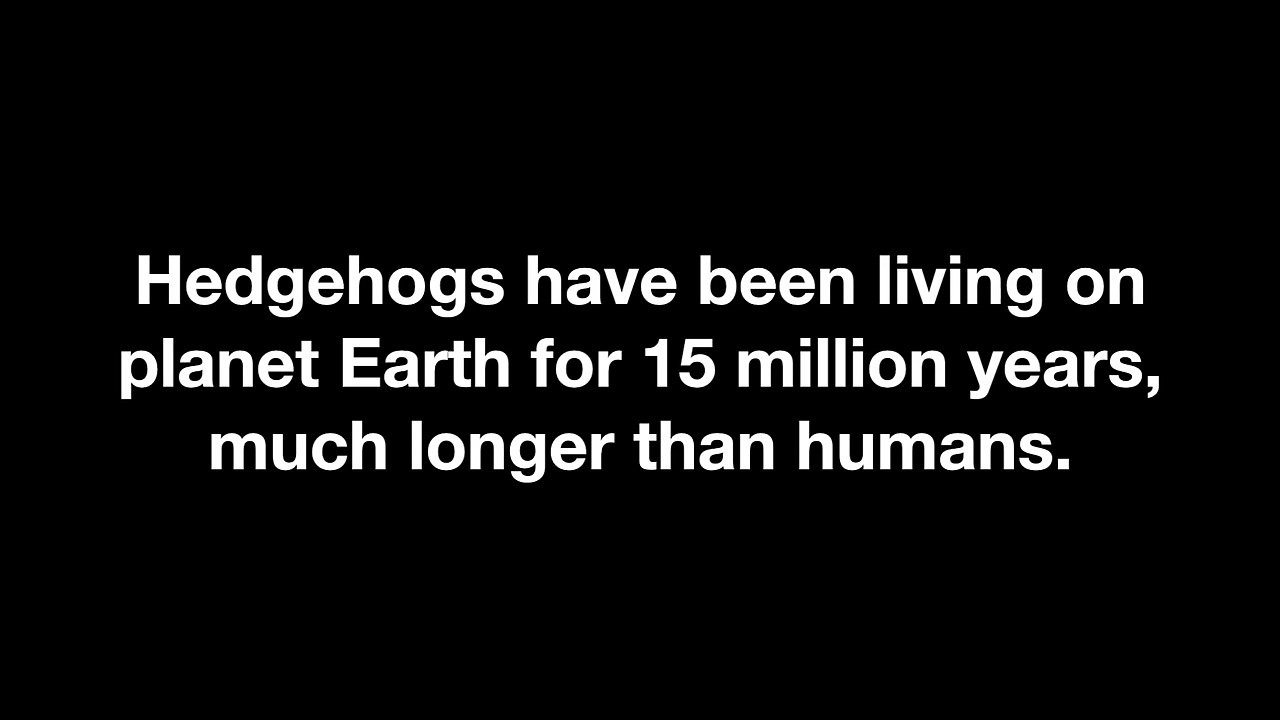 Hedgehogs have been living on
planet Earth for 15 million years,
much longer than humans.